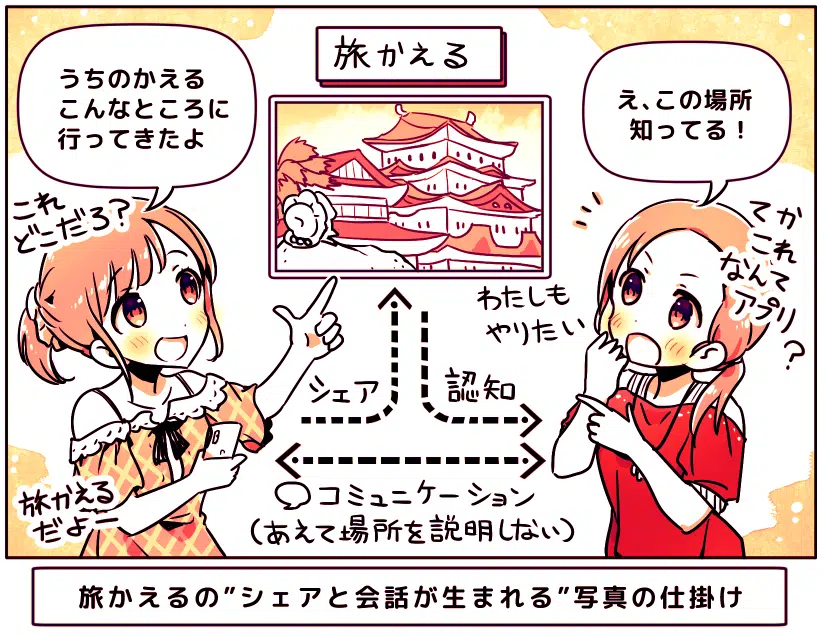 旅かえる
うちのかえる
こんなところに
行ってきたよ
え、この場所
知ってる！
これ
どこだろ？
てか
これ
なんて
アプリ
？
わたしも
やりたい
シェア
認知
コミュニケーション
(あえて場所を説明しない)
旅かえる
だよー
旅かえるの”シェアと会話が生まれる”写真の仕掛け